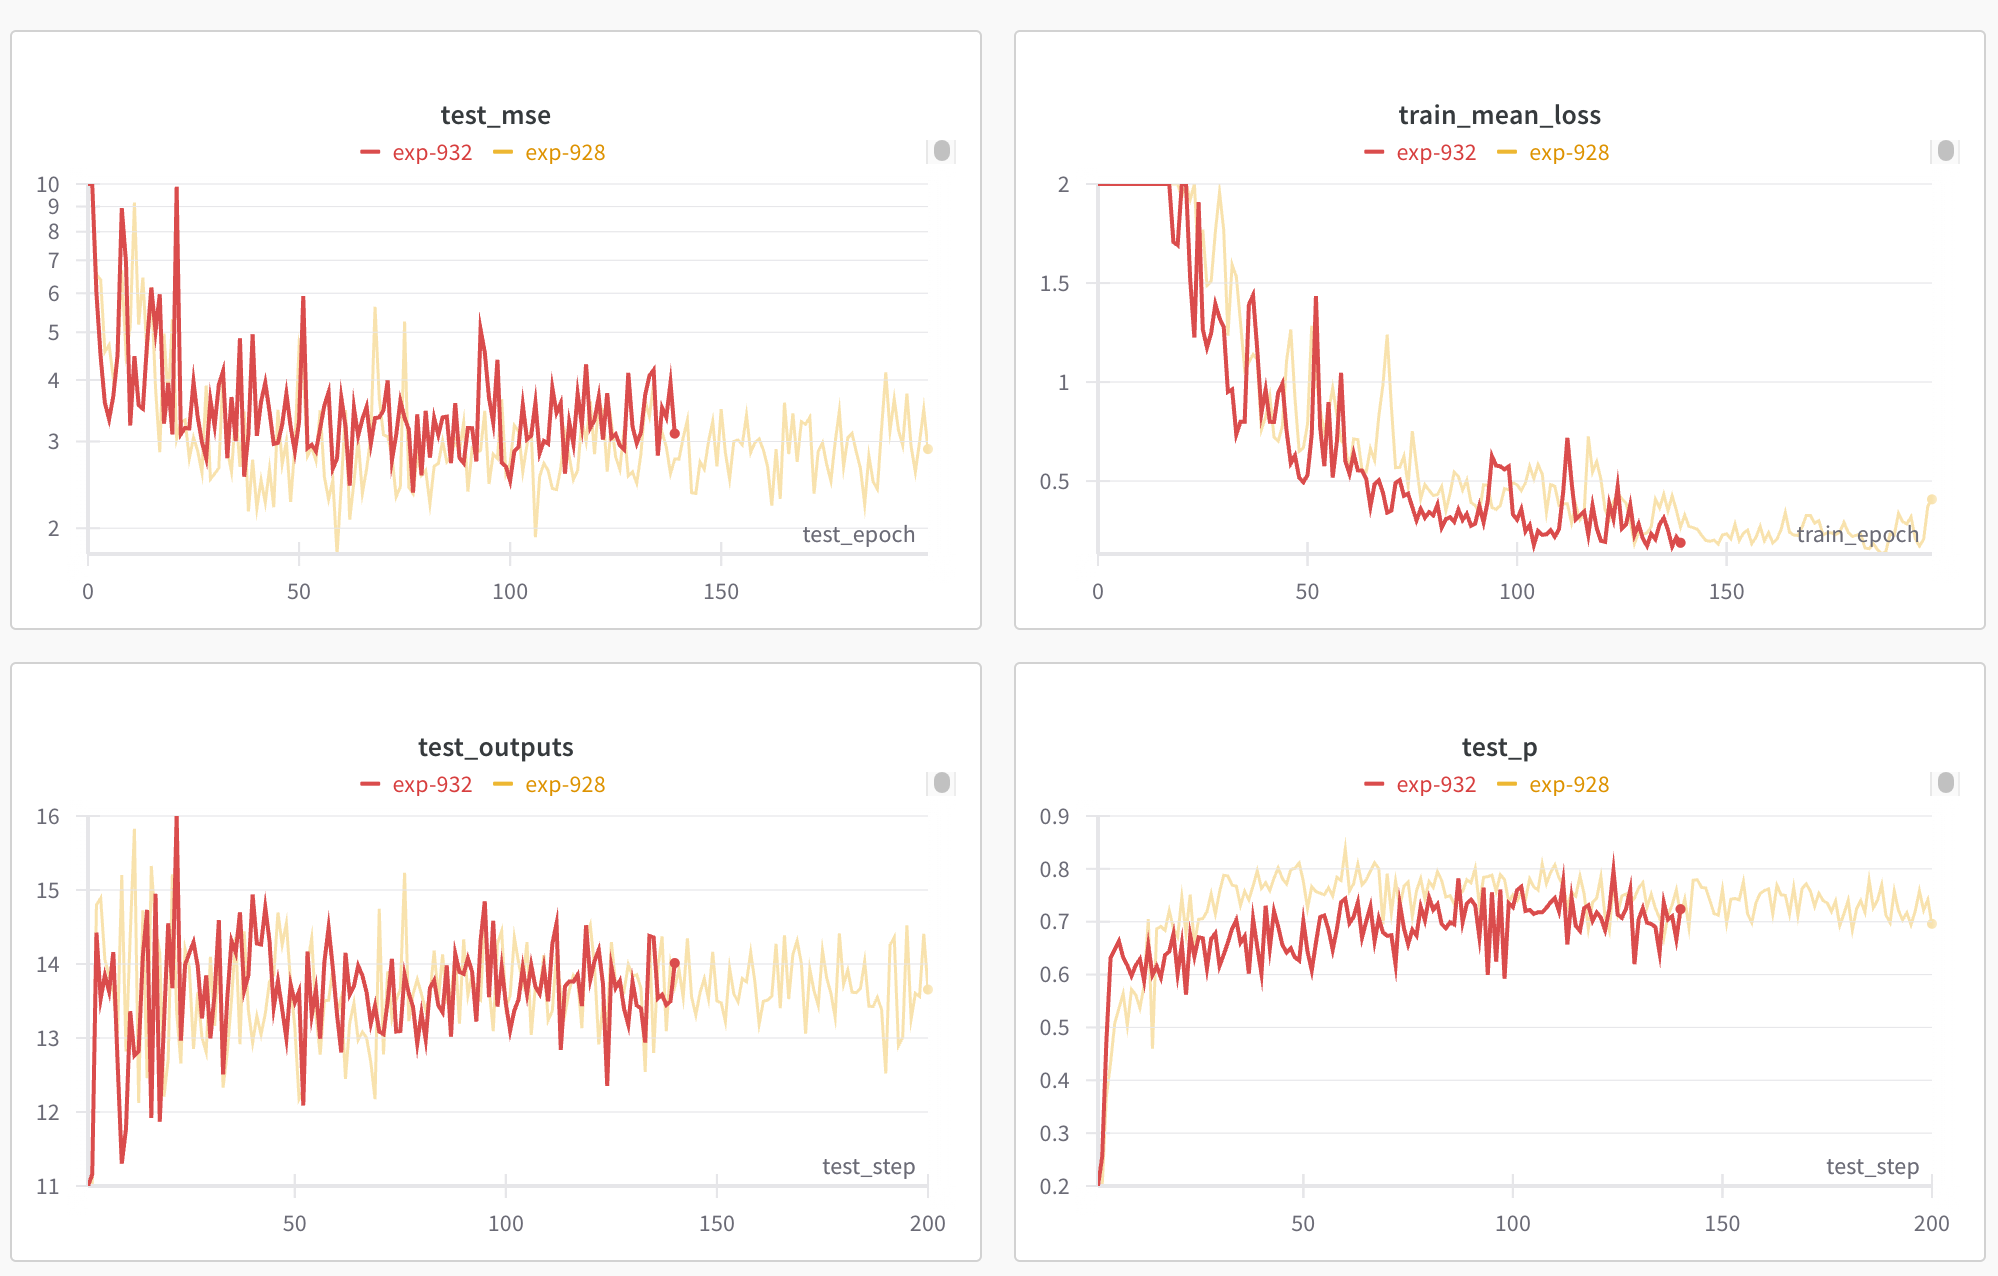 test_mse
exp-932 exp-928
10
9
8
7
6
5
4
3
2
test_epoch
0 50 100 150
train_mean_loss
exp-932 exp-928
2
1.5
1
0.5
train_epoch
0 50 100 150
test_outputs
exp-932 exp-928
16
15
14
13
12
11
test_step
50 100 150 200
test_p
exp-932 exp-928
0.9
0.8
0.7
0.6
0.5
0.4
0.3
0.2
test_step
50 100 150 200